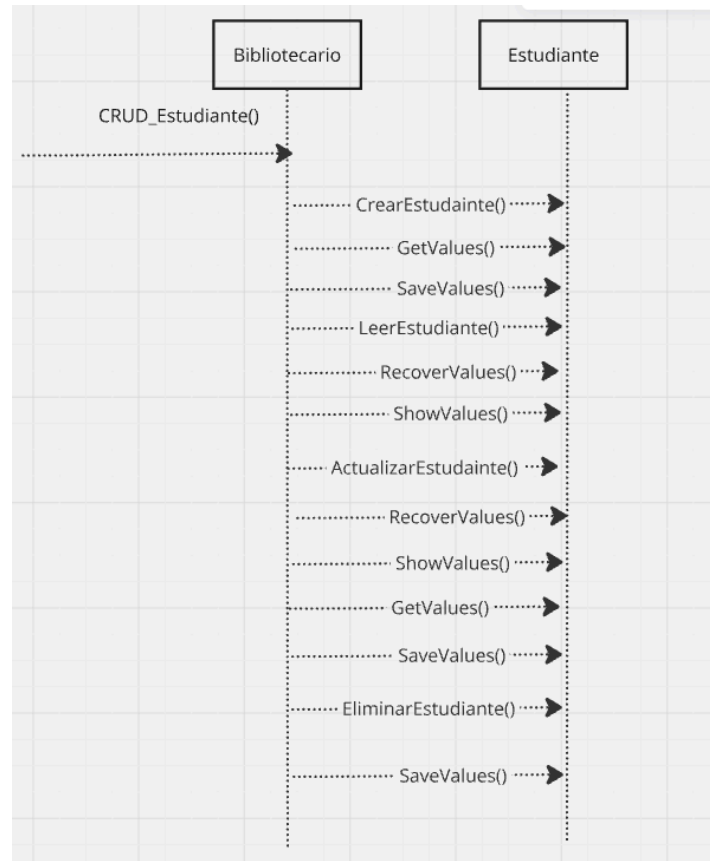 Bibliotecario
Estudiante
CRUD_Estudiante()
CrearEstudainte()
GetValues()
SaveValues()
LeerEstudiante()
RecoverValues()
ShowValues()
ActualizarEstudainte()
RecoverValues()
ShowValues()
GetValues()
SaveValues()
EliminarEstudiante()
SaveValues()